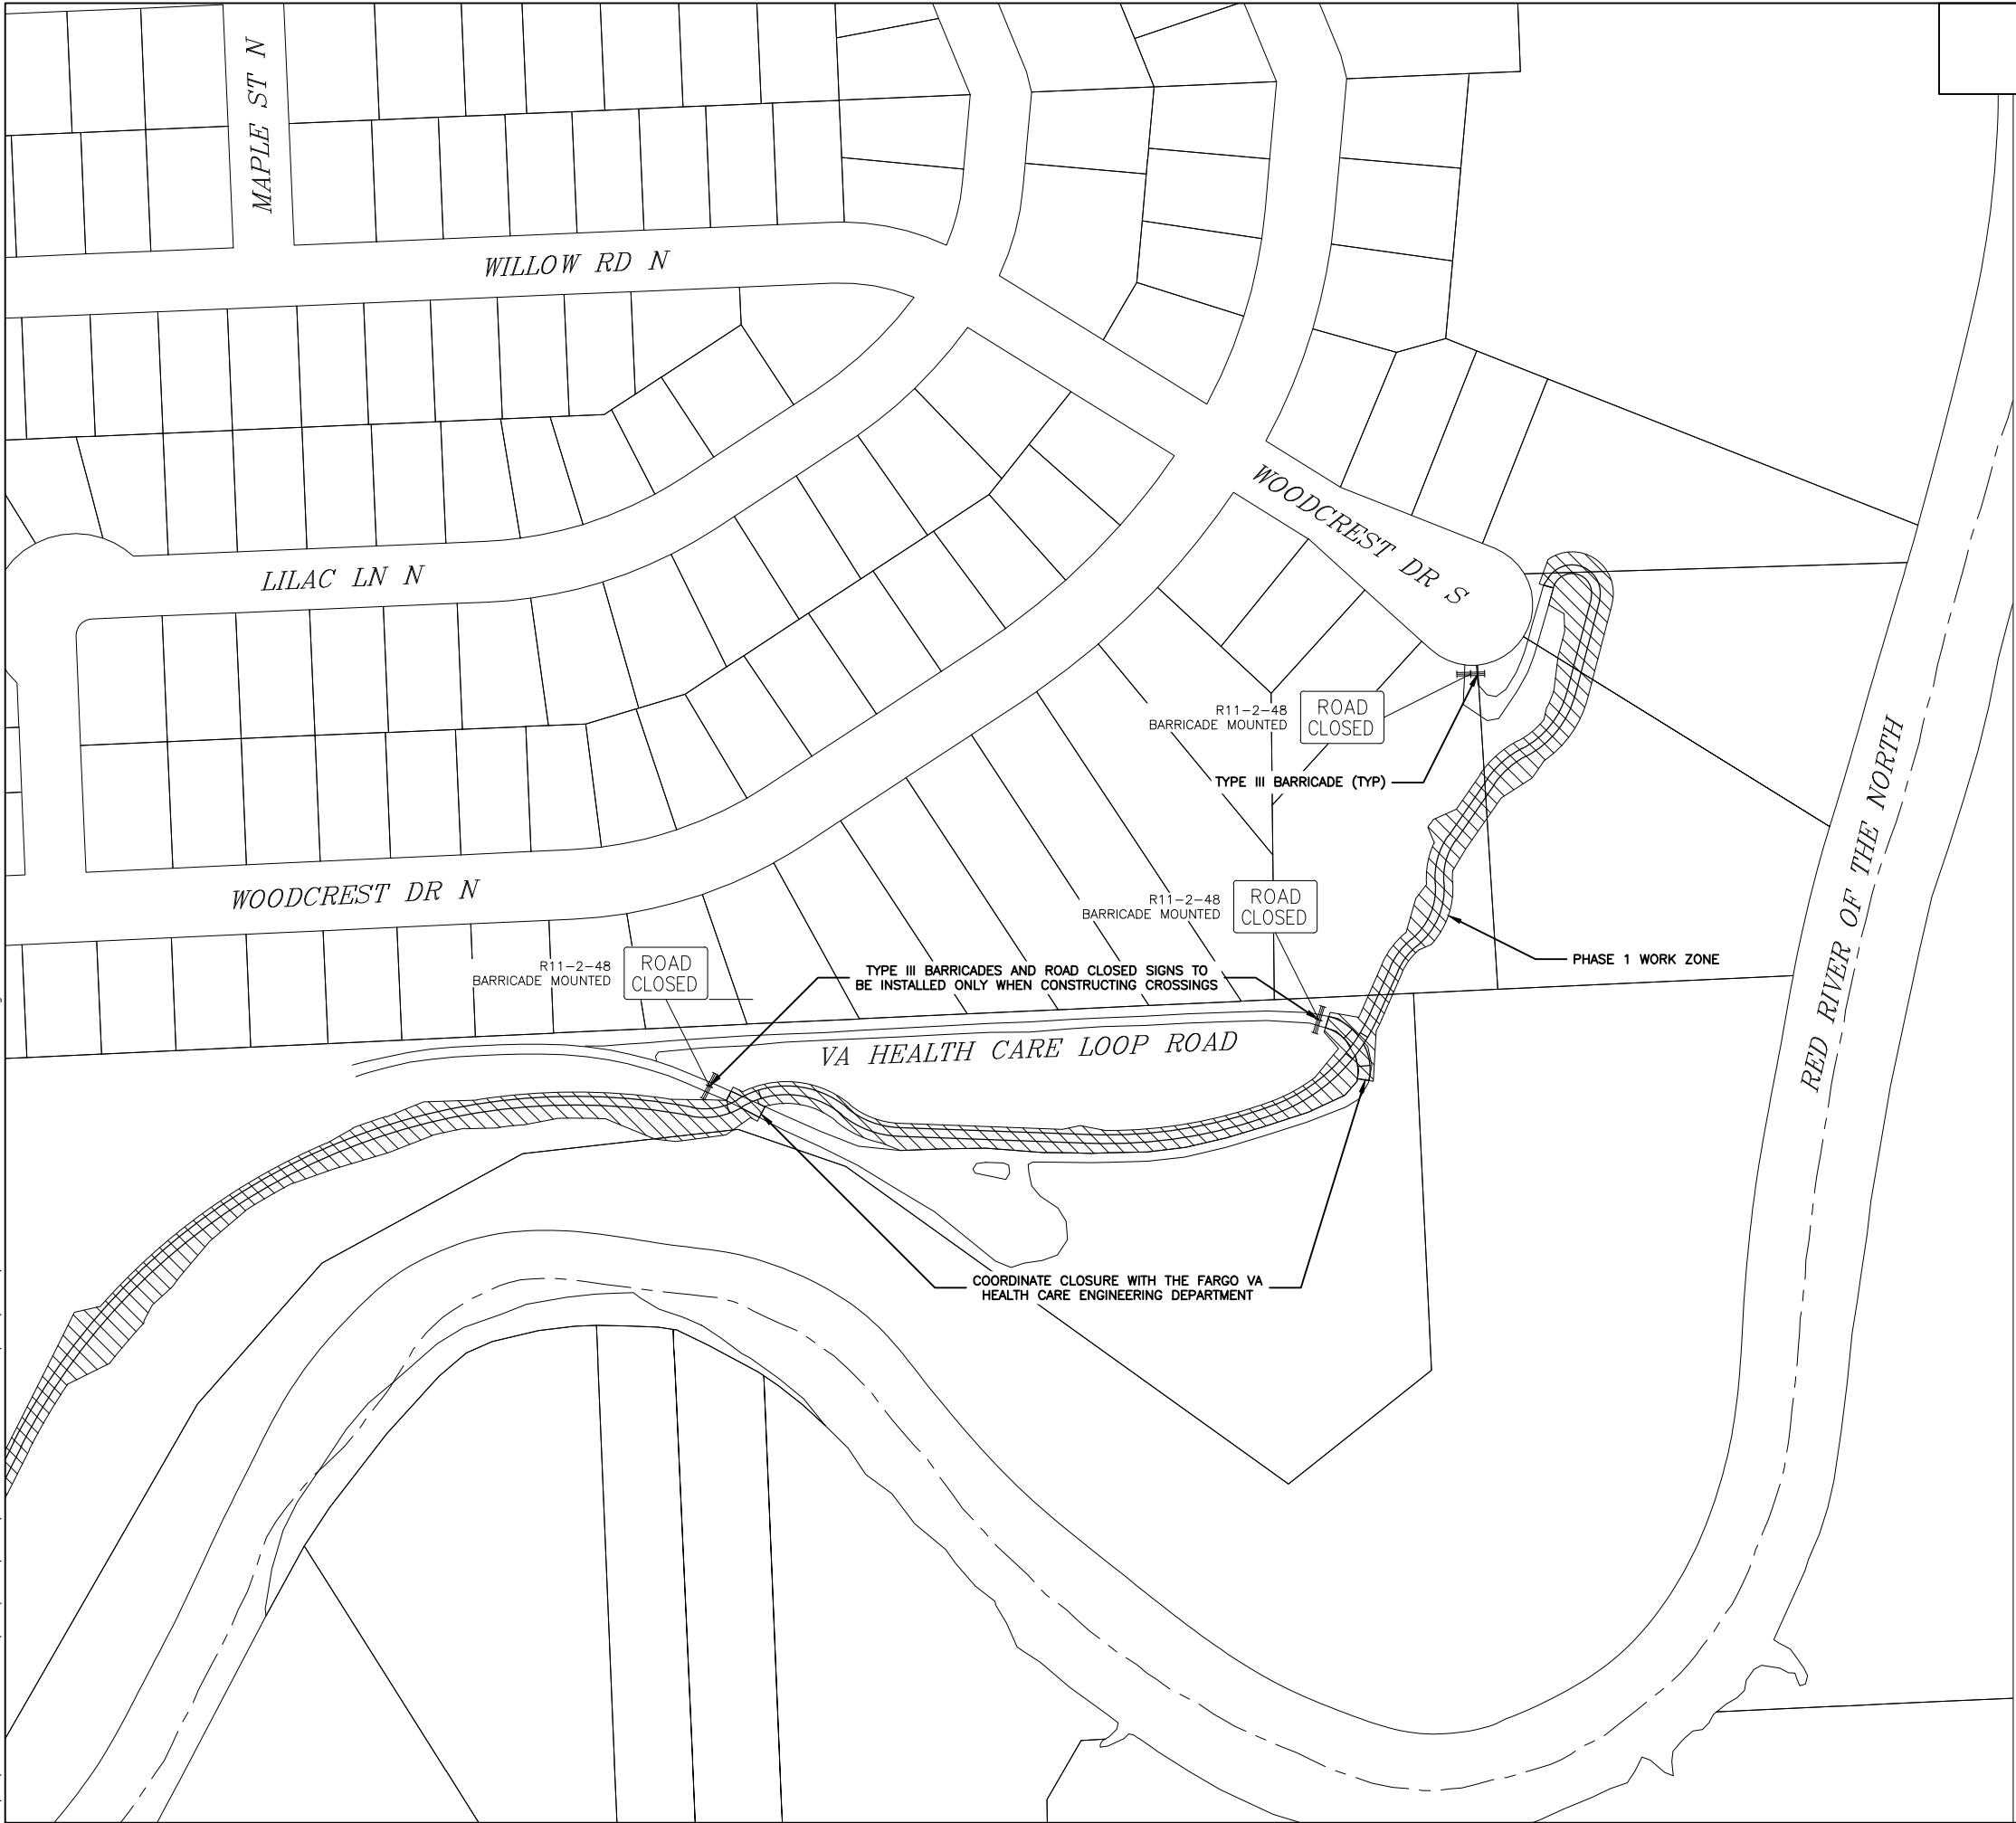 MAPLE ST N
WILLOW RD N
WOODCREST DR S
LILAC LN N
R11-2-48
BARRICADE MOUNTED
ROAD
CLOSED
TYPE III BARRICADE (TYP)
RED RIVER OF THE NORTH
WOODCREST DR N
R11-2-48
BARRICADE MOUNTED
ROAD
CLOSED
R11-2-48
BARRICADE MOUNTED
ROAD
CLOSED
TYPE III BARRICADES AND ROAD CLOSED SIGNS TO
BE INSTALLED ONLY WHEN CONSTRUCTING CROSSINGS
PHASE 1 WORK ZONE
VA HEALTH CARE LOOP ROAD
COORDINATE CLOSURE WITH THE FARGO VA
HEALTH CARE ENGINEERING DEPARTMENT